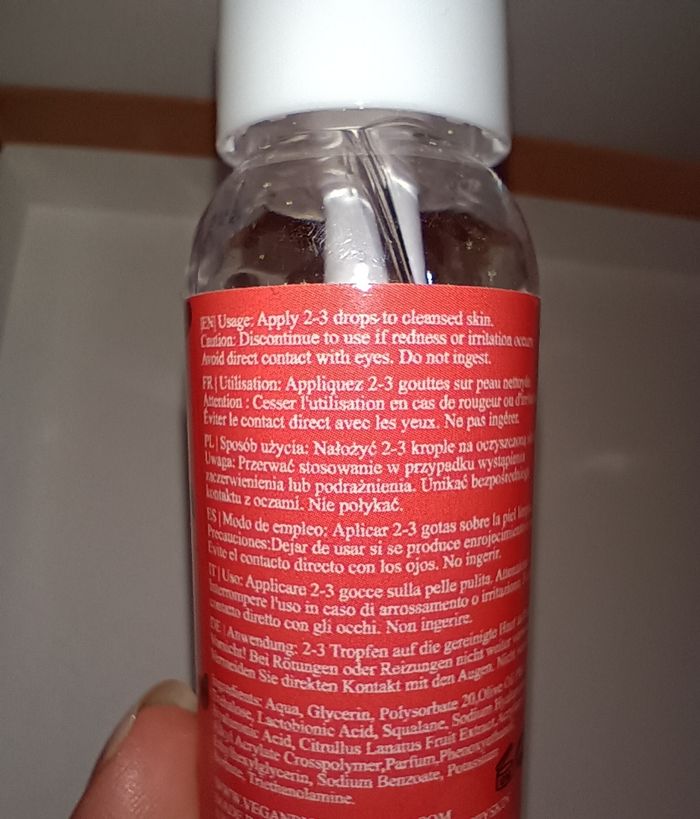 |EN| Usage: Apply 2-3 drops to cleansed skin.
Caution: Discontinue to use if redness or irritation occurs
Avoid direct contact with eyes. Do not ingest.
FR | Utilisation: Appliquez 2-3 gouttes sur peau
Attention : Cesser l'utilisation en cas de rougeur ou
Éviter le contact direct avec les yeux. Ne pas ingérer.
PL | Sposób użycia: Nałożyć 2-3 krople na oczyszczoną
Uwaga: Przerwać stosowanie w przypadku wystąpienia
zaczerwienienia lub podrażnienia. Unikać bezpośredniego
kontaktu z oczami. Nie połykać.
ES | Modo de empleo: Aplicar 2-3 gotas sobre la piel
Precauciones:Dejar de usar si se produce enrojecimiento
Evite el contacto directo con los ojos. No ingerir.
IT | Uso: Applicare 2-3 gocce sulla pelle pulita.
Interrompere l'uso in caso di arrossamento o irritazione.
contatto diretto con gli occhi. Non ingerire.
DE | Anwendung: 2-3 Tropfen auf die gereinigte Haut
Vorsicht! Bei Rötungen oder Reizungen nicht weiter
Vermeiden Sie direkten Kontakt mit den Augen. Nicht
Ingredients: Aqua, Glycerin, Polysorbate 20, Olive Oil
Lactobionic Acid, Squalane, Sodium
Acid, Citrullus Lanatus Fruit Extract,
Acrylate Crosspolymer,Parfum,Phenoxyethanol,
Sodium Benzoate, Potassium
Triethanolamine.